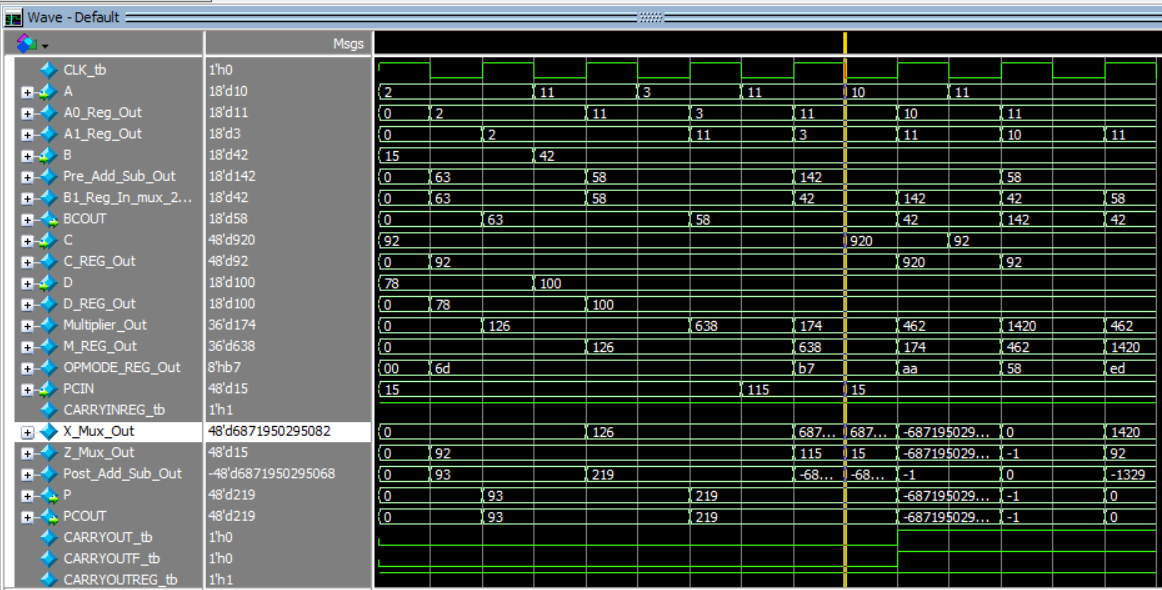 Wave - Default
Msgs
CLK_tb 1'h0
A 18'd10 2 11 3 11 10 11
A0_Reg_Out 18'd11 0 2 11 3 11 10 11
A1_Reg_Out 18'd3 0 2 11 3 11 10 11
B 18'd42 15 42
Pre_Add_Sub_Out 18'd142 0 63 58 142 58
B1_Reg_In_mux_2... 18'd42 0 63 58 42 142 42 58
BCOUT 18'd58 0 63 58 42 142 42
C 48'd920 92 920 92
C_REG_Out 48'd92 0 92 920 92
D 18'd100 78 100
D_REG_Out 18'd100 0 78 100
Multiplier_Out 36'd174 0 126 638 174 462 1420 462
M_REG_Out 36'd638 0 126 638 174 462 1420
OPMODE_REG_Out 8'hb7 00 6d b7 aa 58 ed
PCIN 48'd15 15 115 15
CARRYINREG_tb 1'h1
X_Mux_Out 48'd6871950295082 0 126 687... 687... -687195029... 0 1420
Z_Mux_Out 48'd15 0 92 115 15 -687195029... -1 92
Post_Add_Sub_Out -48'd6871950295068 0 93 219 -68... -68... -1 0 -1329
P 48'd219 0 93 219 -687195029... -1 0
PCOUT 48'd219 0 93 219 -687195029... -1 0
CARRYOUT_tb 1'h0
CARRYOUTF_tb 1'h0
CARRYOUTREG_tb 1'h1